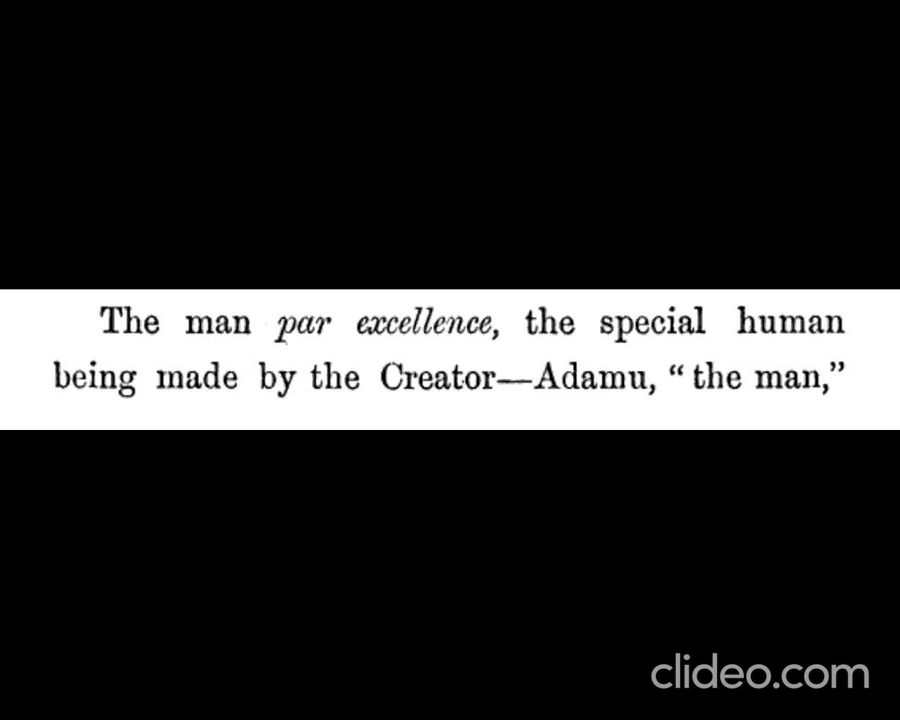 The man par excellence, the special human
being made by the Creator—Adamu, “the man,”
clideo.com